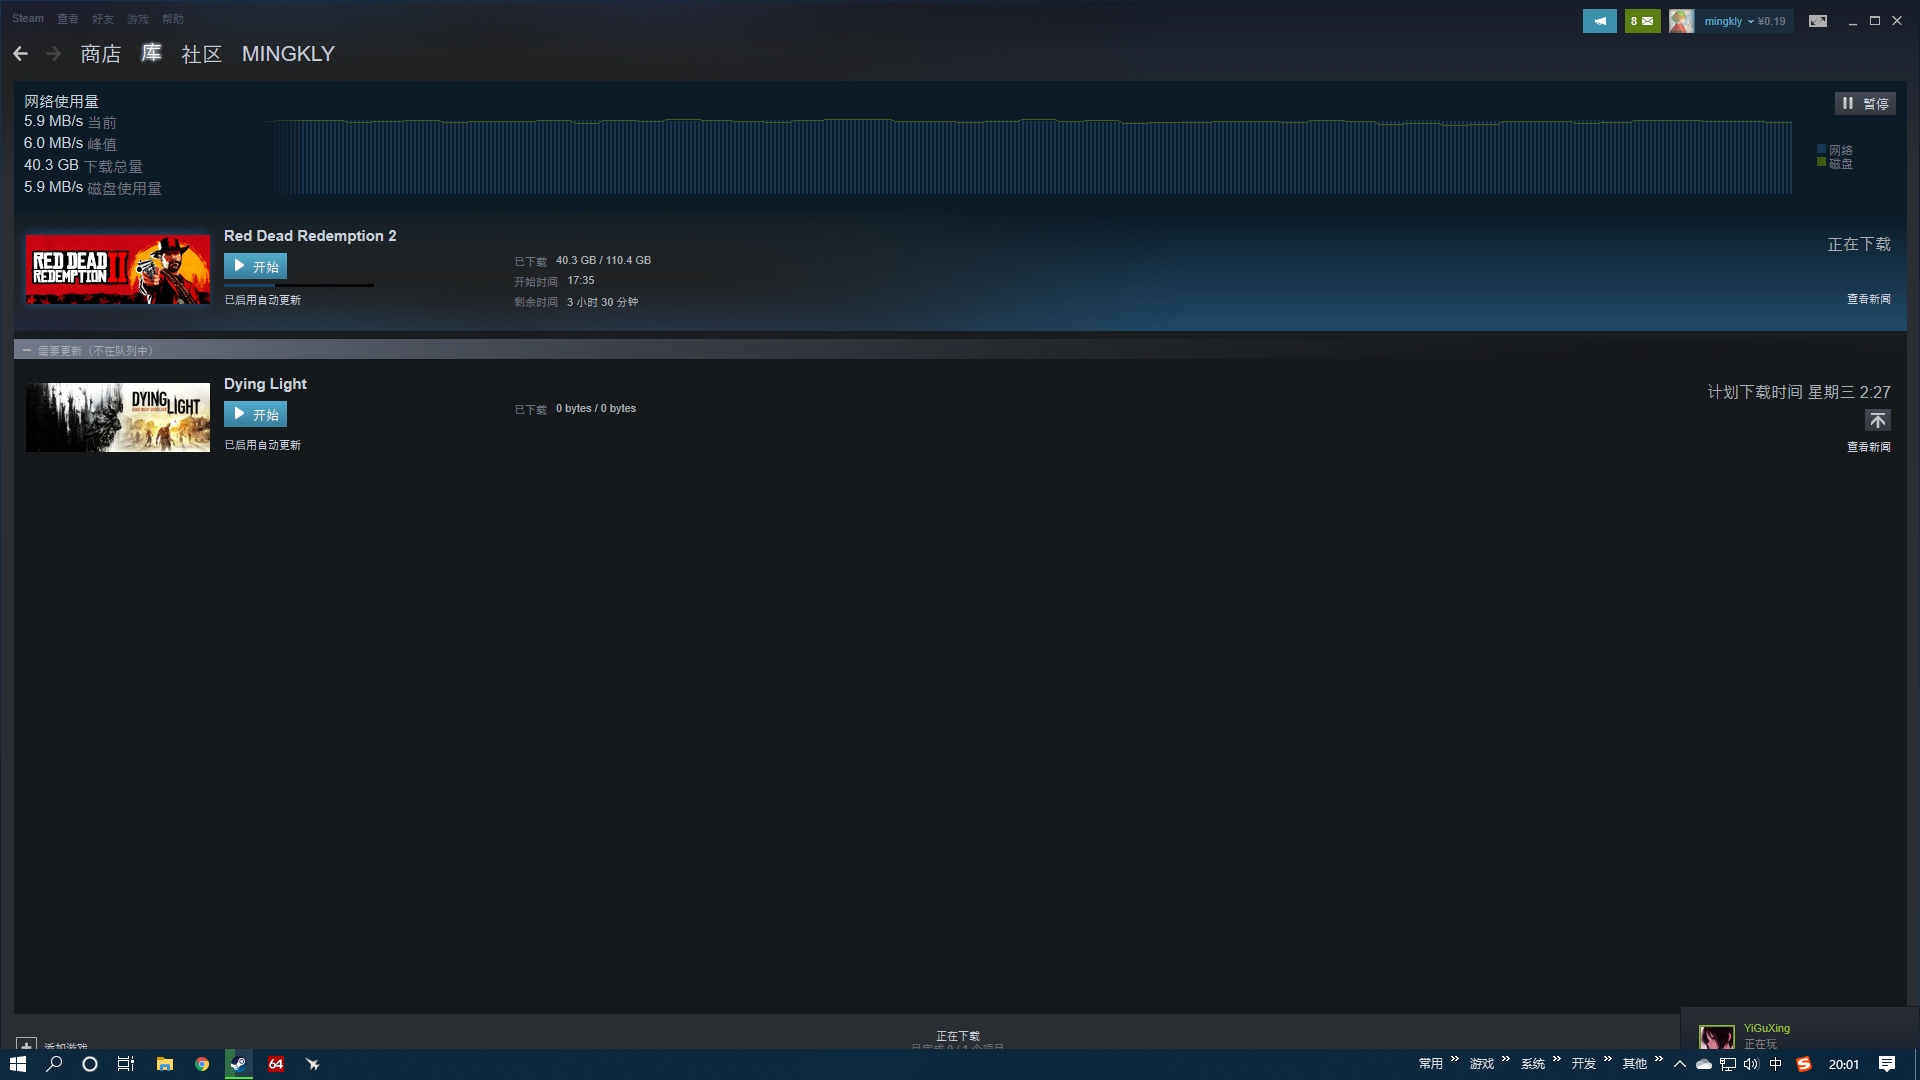 Steam 查看 好友 游戏 帮助
8 mingkly ¥0.19
商店 库 社区 MINGKLY
网络使用量
5.9 MB/s 当前
6.0 MB/s 峰值
40.3 GB 下载总量
5.9 MB/s 磁盘使用量
暂停
网络
磁盘
RED DEAD
REDEMPTION II
Red Dead Redemption 2
开始
已启用自动更新
已下载 40.3 GB / 110.4 GB
开始时间 17:35
剩余时间 3 小时 30 分钟
正在下载
查看新闻
需要更新（不在队列中）
DYING LIGHT
Dying Light
开始
已启用自动更新
已下载 0 bytes / 0 bytes
计划下载时间 星期三 2:27
查看新闻
添加游戏
正在下载
YiGuXing
正在玩
64
常用 游戏 系统 开发 其他 中 20:01